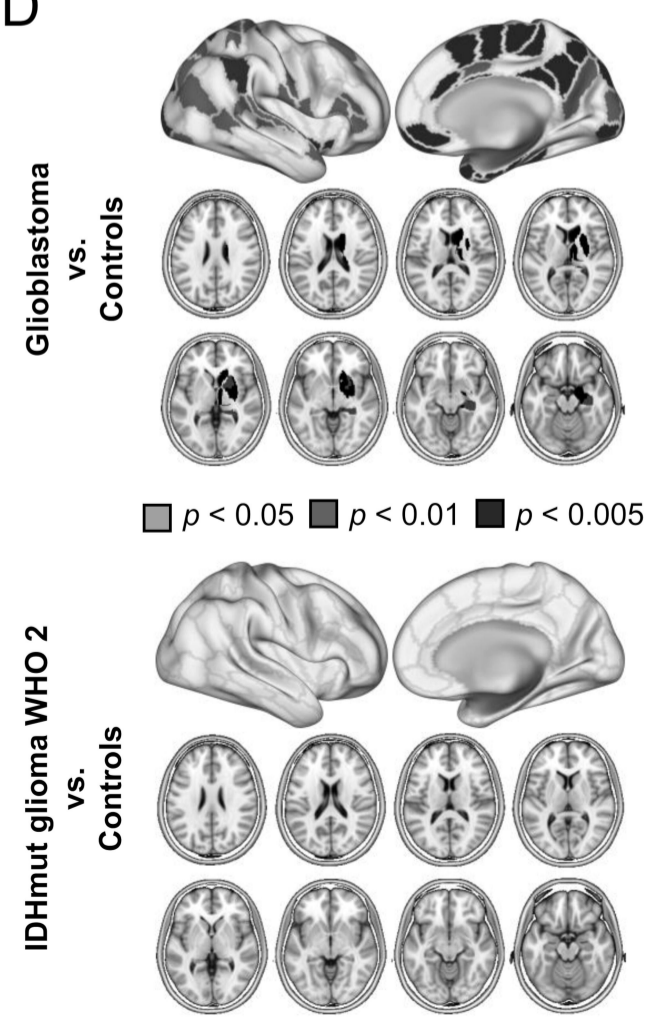 D
Glioblastoma
vs.
Controls
p < 0.05 p < 0.01 p < 0.005
IDHmut glioma WHO 2
vs.
Controls